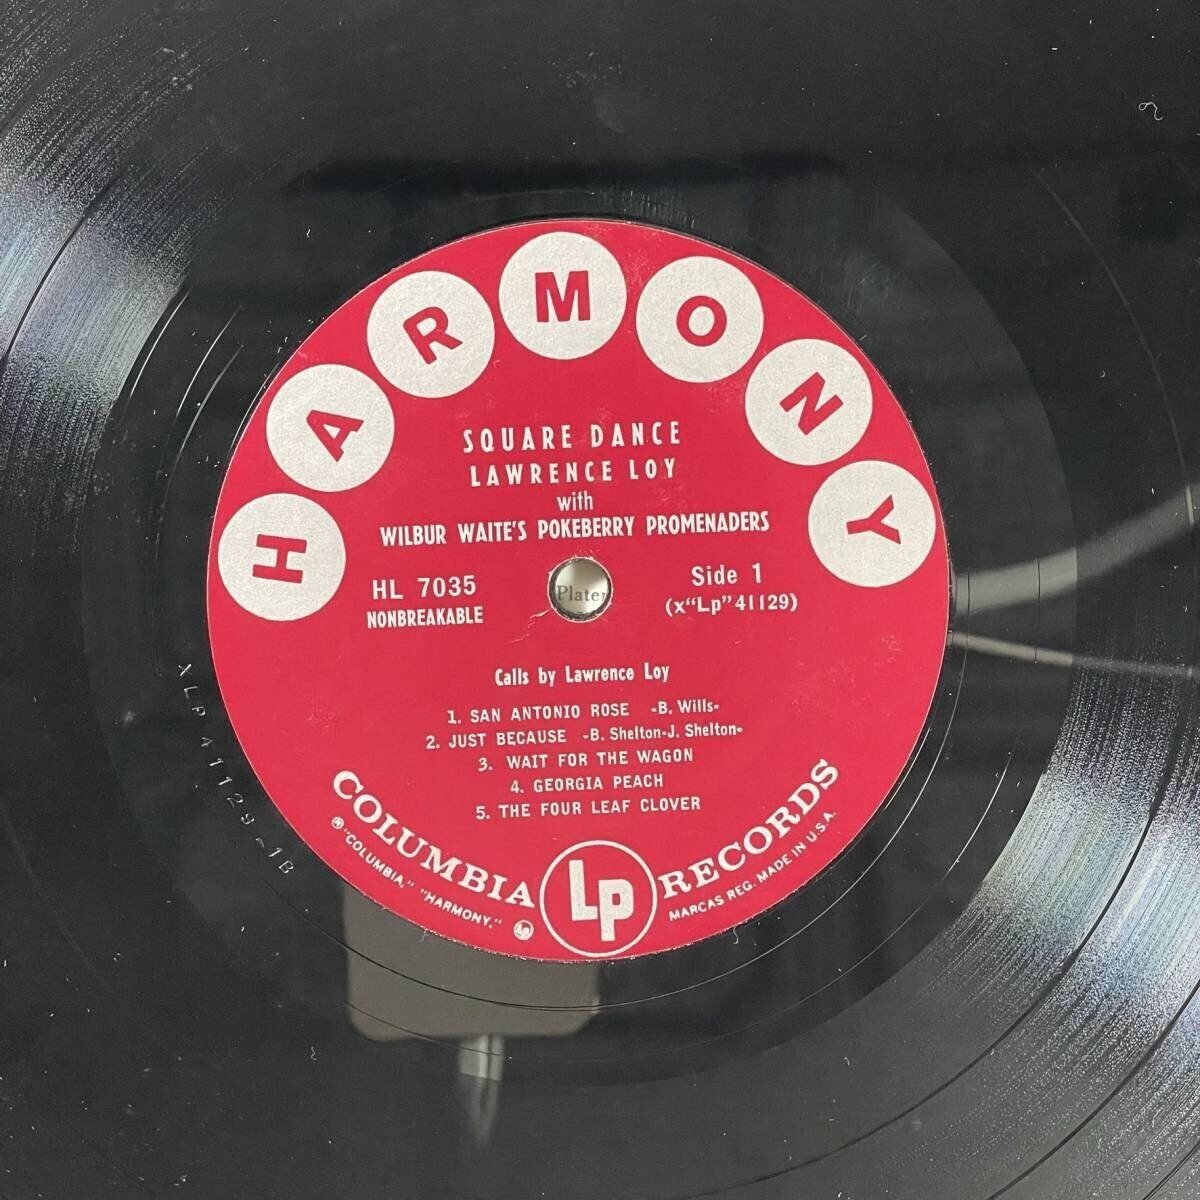 HARMONY
SQUARE DANCE
LAWRENCE LOY
with
WILBUR WAITE'S POKEBERRY PROMENADERS
HL 7035
NONBREAKABLE
Plater
Side 1
(x"Lp"41129)
Calls by Lawrence Loy
1. SAN ANTONIO ROSE -B. Wills-
2. JUST BECAUSE -B. Shelton-J. Shelton-
3. WAIT FOR THE WAGON
4. GEORGIA PEACH
5. THE FOUR LEAF CLOVER
COLUMBIA Lp RECORDS
® "COLUMBIA," "HARMONY,"
MARCAS REG. MADE IN U.S.A.
XLP41129-1B